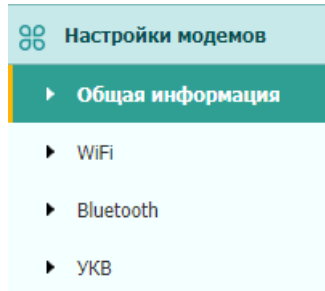 Настройки модемов
Общая информация
WiFi
Bluetooth
УКВ